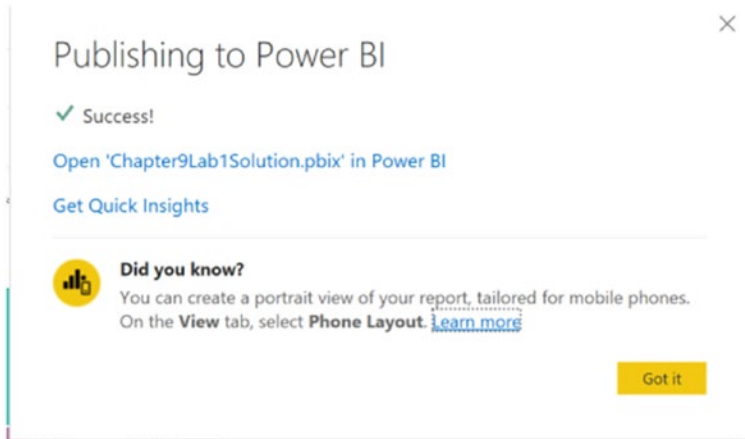 Publishing to Power BI
Success!
Open 'Chapter9Lab1Solution.pbix' in Power BI
Get Quick Insights
Did you know?
You can create a portrait view of your report, tailored for mobile phones.
On the View tab, select Phone Layout. Learn more
Got it